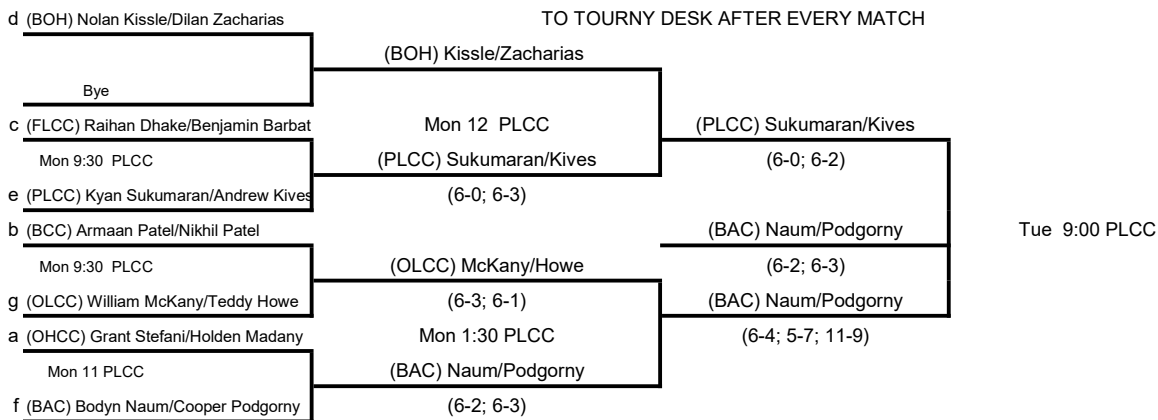 d (BOH) Nolan Kissle/Dilan Zacharias TO TOURNY DESK AFTER EVERY MATCH
(BOH) Kissle/Zacharias
Bye
c (FLCC) Raihan Dhake/Benjamin Barbat Mon 12 PLCC (PLCC) Sukumaran/Kives
Mon 9:30 PLCC (PLCC) Sukumaran/Kives (6-0; 6-2)
e (PLCC) Kyan Sukumaran/Andrew Kives (6-0; 6-3)
b (BCC) Armaan Patel/Nikhil Patel (BAC) Naum/Podgorny Tue 9:00 PLCC
Mon 9:30 PLCC (OLCC) McKany/Howe (6-2; 6-3)
g (OLCC) William McKany/Teddy Howe (6-3; 6-1) (BAC) Naum/Podgorny
a (OHCC) Grant Stefani/Holden Madany Mon 1:30 PLCC (6-4; 5-7; 11-9)
Mon 11 PLCC (BAC) Naum/Podgorny
f (BAC) Bodyn Naum/Cooper Podgorny (6-2; 6-3)